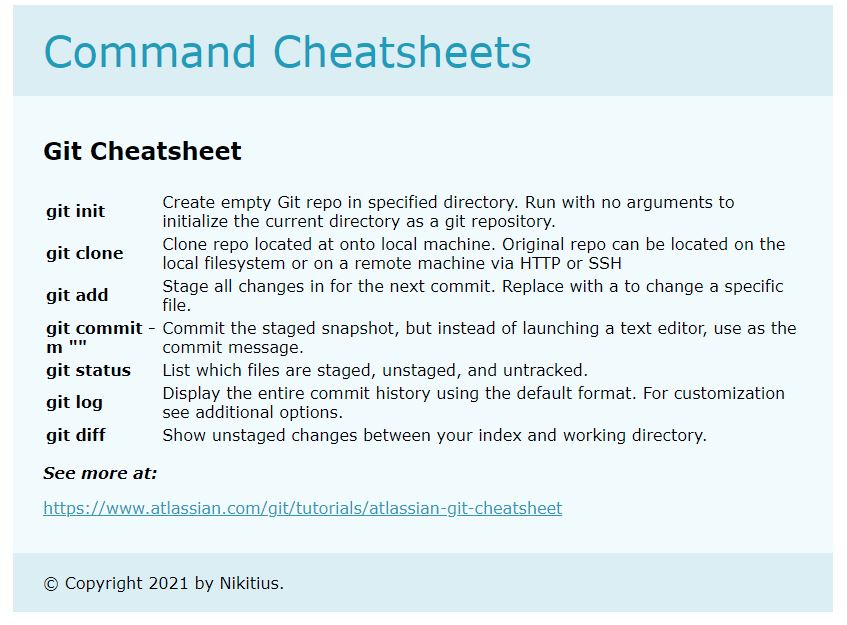 Command Cheatsheets
Git Cheatsheet
git init Create empty Git repo in specified directory. Run with no arguments to
initialize the current directory as a git repository.
git clone Clone repo located at onto local machine. Original repo can be located on the
local filesystem or on a remote machine via HTTP or SSH
git add Stage all changes in for the next commit. Replace with a to change a specific
file.
git commit - Commit the staged snapshot, but instead of launching a text editor, use as the
m "" commit message.
git status List which files are staged, unstaged, and untracked.
git log Display the entire commit history using the default format. For customization
see additional options.
git diff Show unstaged changes between your index and working directory.
See more at:
https://www.atlassian.com/git/tutorials/atlassian-git-cheatsheet
© Copyright 2021 by Nikitius.